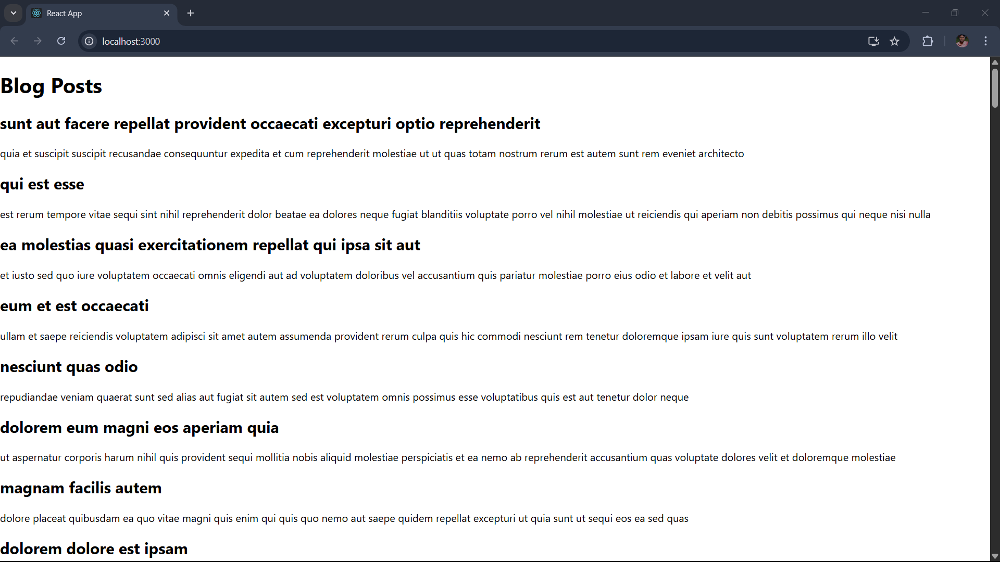 React App
localhost:3000
Blog Posts
sunt aut facere repellat provident occaecati excepturi optio reprehenderit
quia et suscipit suscipit recusandae consequuntur expedita et cum reprehenderit molestiae ut ut quas totam nostrum rerum est autem sunt rem eveniet architecto
qui est esse
est rerum tempore vitae sequi sint nihil reprehenderit dolor beatae ea dolores neque fugiat blanditiis voluptate porro vel nihil molestiae ut reiciendis qui aperiam non debitis possimus qui neque nisi nulla
ea molestias quasi exercitationem repellat qui ipsa sit aut
et iusto sed quo iure voluptatem occaecati omnis eligendi aut ad voluptatem doloribus vel accusantium quis pariatur molestiae porro eius odio et labore et velit aut
eum et est occaecati
ullam et saepe reiciendis voluptatem adipisci sit amet autem assumenda provident rerum culpa quis hic commodi nesciunt rem tenetur doloremque ipsam iure quis sunt voluptatem rerum illo velit
nesciunt quas odio
repudiandae veniam quaerat sunt sed alias aut fugiat sit autem sed est voluptatem omnis possimus esse voluptatibus quis est aut tenetur dolor neque
dolorem eum magni eos aperiam quia
ut aspernatur corporis harum nihil quis provident sequi mollitia nobis aliquid molestiae perspiciatis et ea nemo ab reprehenderit accusantium quas voluptate dolores velit et doloremque molestiae
magnam facilis autem
dolore placeat quibusdam ea quo vitae magni quis enim qui quis quo nemo aut saepe quidem repellat excepturi ut quia sunt ut sequi eos ea sed quas
dolorem dolore est ipsam